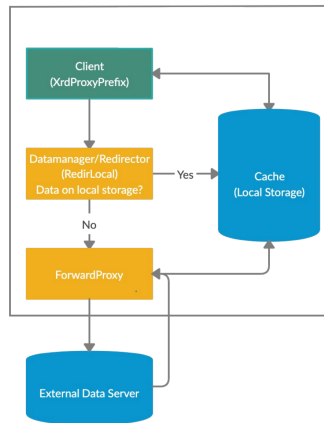 Client
(XrdProxyPrefix)
Datamanager/Redirector
(RedirLocal)
Data on local storage?
Yes
Cache
(Local Storage)
No
ForwardProxy
External Data Server